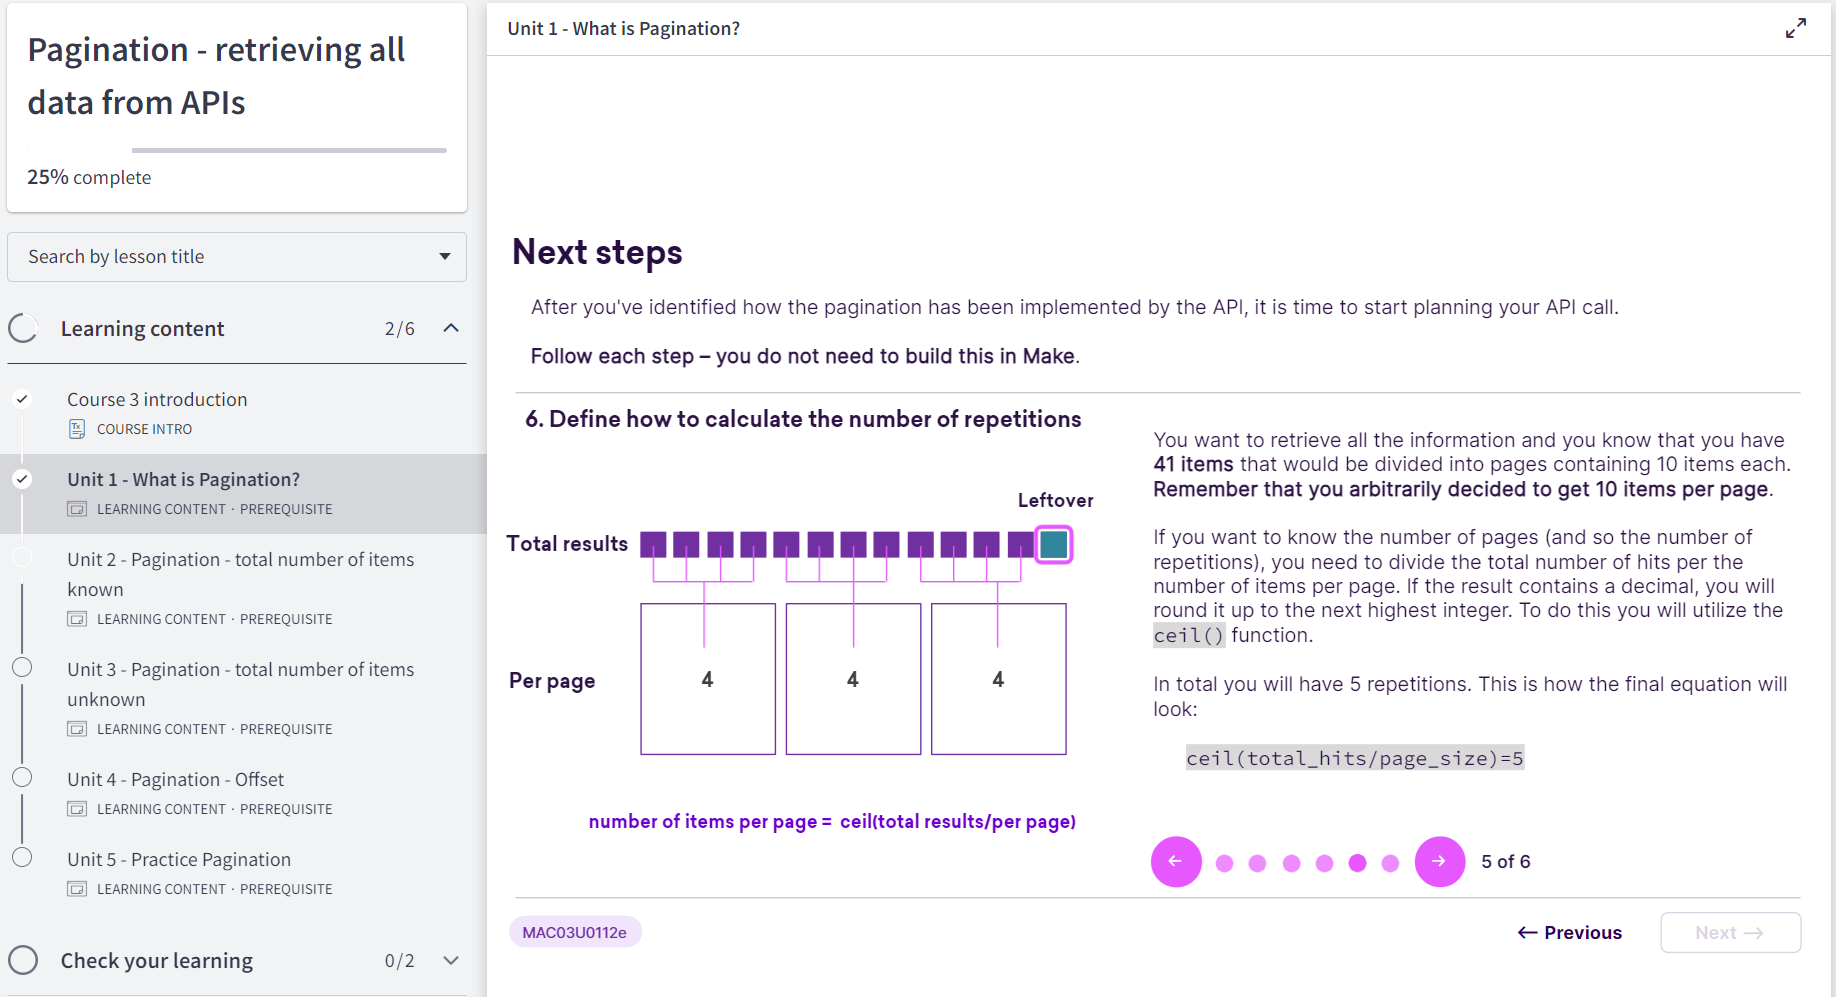 Pagination - retrieving all
data from APIs
25% complete
Search by lesson title
Learning content
2/6
Course 3 introduction
Tx
COURSE INTRO
Unit 1 - What is Pagination?
LEARNING CONTENT · PREREQUISITE
Unit 2 - Pagination - total number of items
known
LEARNING CONTENT · PREREQUISITE
Unit 3 - Pagination - total number of items
unknown
LEARNING CONTENT · PREREQUISITE
Unit 4 - Pagination - Offset
LEARNING CONTENT · PREREQUISITE
Unit 5 - Practice Pagination
LEARNING CONTENT · PREREQUISITE
Check your learning
0/2
Unit 1 - What is Pagination?
Next steps
After you've identified how the pagination has been implemented by the API, it is time to start planning your API call.
Follow each step – you do not need to build this in Make.
6. Define how to calculate the number of repetitions
Leftover
Total results
Per page
4
4
4
number of items per page = ceil(total results/per page)
You want to retrieve all the information and you know that you have
41 items that would be divided into pages containing 10 items each.
Remember that you arbitrarily decided to get 10 items per page.
If you want to know the number of pages (and so the number of
repetitions), you need to divide the total number of hits per the
number of items per page. If the result contains a decimal, you will
round it up to the next highest integer. To do this you will utilize the
ceil() function.
In total you will have 5 repetitions. This is how the final equation will
look:
ceil(total_hits/page_size)=5
5 of 6
MAC03U0112e
← Previous
Next →